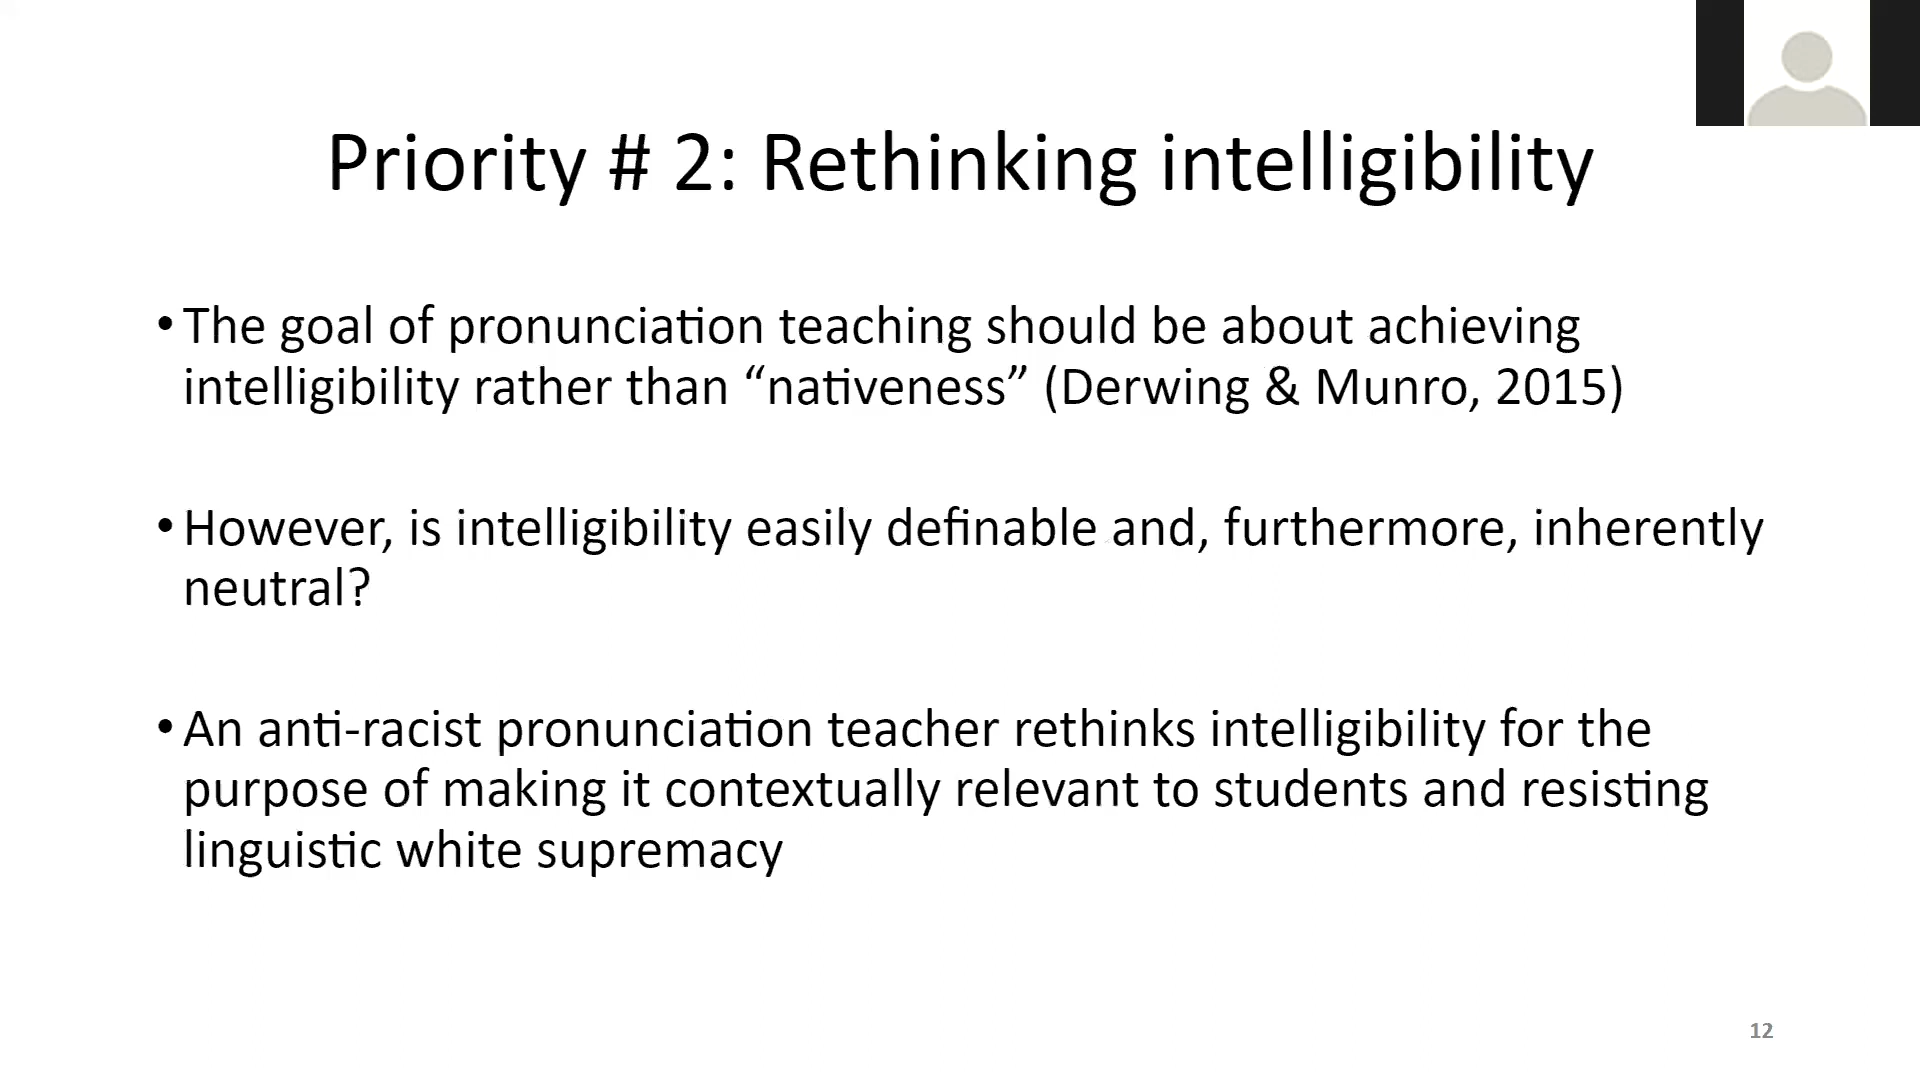 Priority # 2: Rethinking intelligibility
• The goal of pronunciation teaching should be about achieving
intelligibility rather than “nativeness” (Derwing & Munro, 2015)
• However, is intelligibility easily definable and, furthermore, inherently
neutral?
• An anti-racist pronunciation teacher rethinks intelligibility for the
purpose of making it contextually relevant to students and resisting
linguistic white supremacy
12